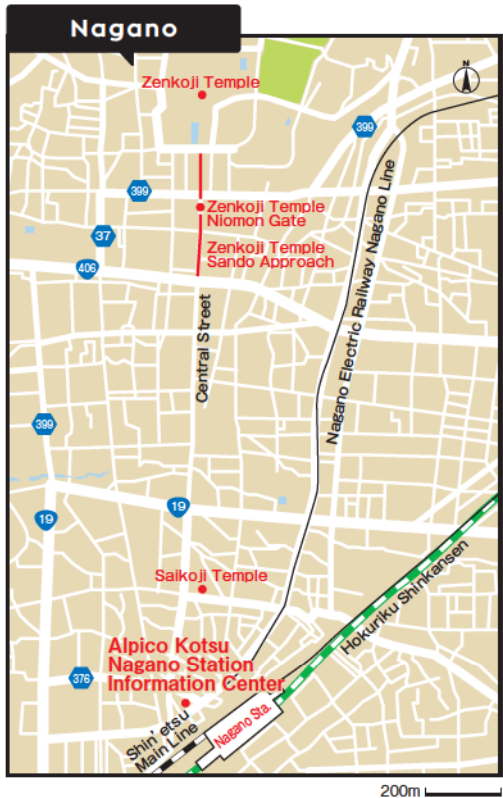 Nagano
Zenkoji Temple
N
399
399
Zenkoji Temple
Niomon Gate
37
Zenkoji Temple
Sando Approach
406
Nagano Electric Railway Nagano Line
Central Street
399
19
19
Hokuriku Shinkansen
Saikoji Temple
Alpico Kotsu
Nagano Station
Information Center
376
Nagano Sta.
Shin'etsu
Main Line
200m